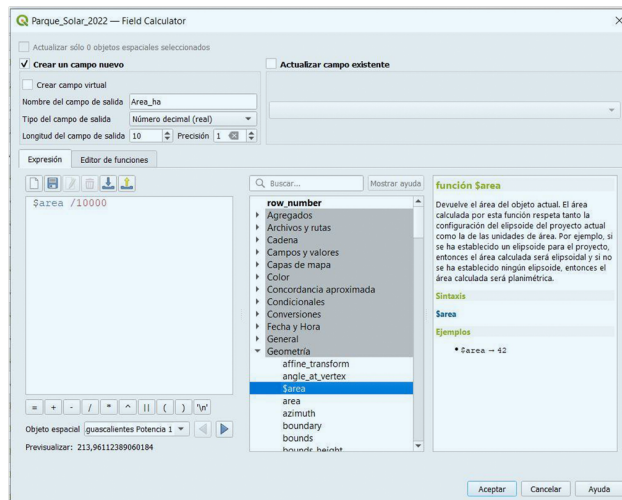 Parque_Solar_2022 — Field Calculator
Actualizar sólo 0 objetos espaciales seleccionados
Crear un campo nuevo
Crear campo virtual
Nombre del campo de salida Area_ha
Tipo del campo de salida Número decimal (real)
Longitud del campo de salida 10 Precisión 1
Actualizar campo existente
Expresión Editor de funciones
$area /10000
= + - / * ^ || ( ) '\n'
Objeto espacial guascalientes Potencia 1
Previsualizar: 213,96112389060184
Buscar... Mostrar ayuda
row_number
Agregados
Archivos y rutas
Cadena
Campos y valores
Capas de mapa
Color
Concordancia aproximada
Condicionales
Conversiones
Fecha y Hora
General
Geometría
affine_transform
angle_at_vertex
$area
area
azimuth
boundary
bounds
bounds_height
función $area
Devuelve el área del objeto actual. El área
calculada por esta función respeta tanto la
configuración del elipsoide del proyecto actual
como la de las unidades de área. Por ejemplo, si
se ha establecido un elipsoide para el proyecto,
entonces el área calculada será elipsoidal y si no
se ha establecido ningún elipsoide, entonces el
área calculada será planimétrica.
Sintaxis
$area
Ejemplos
• $area → 42
Aceptar Cancelar Ayuda